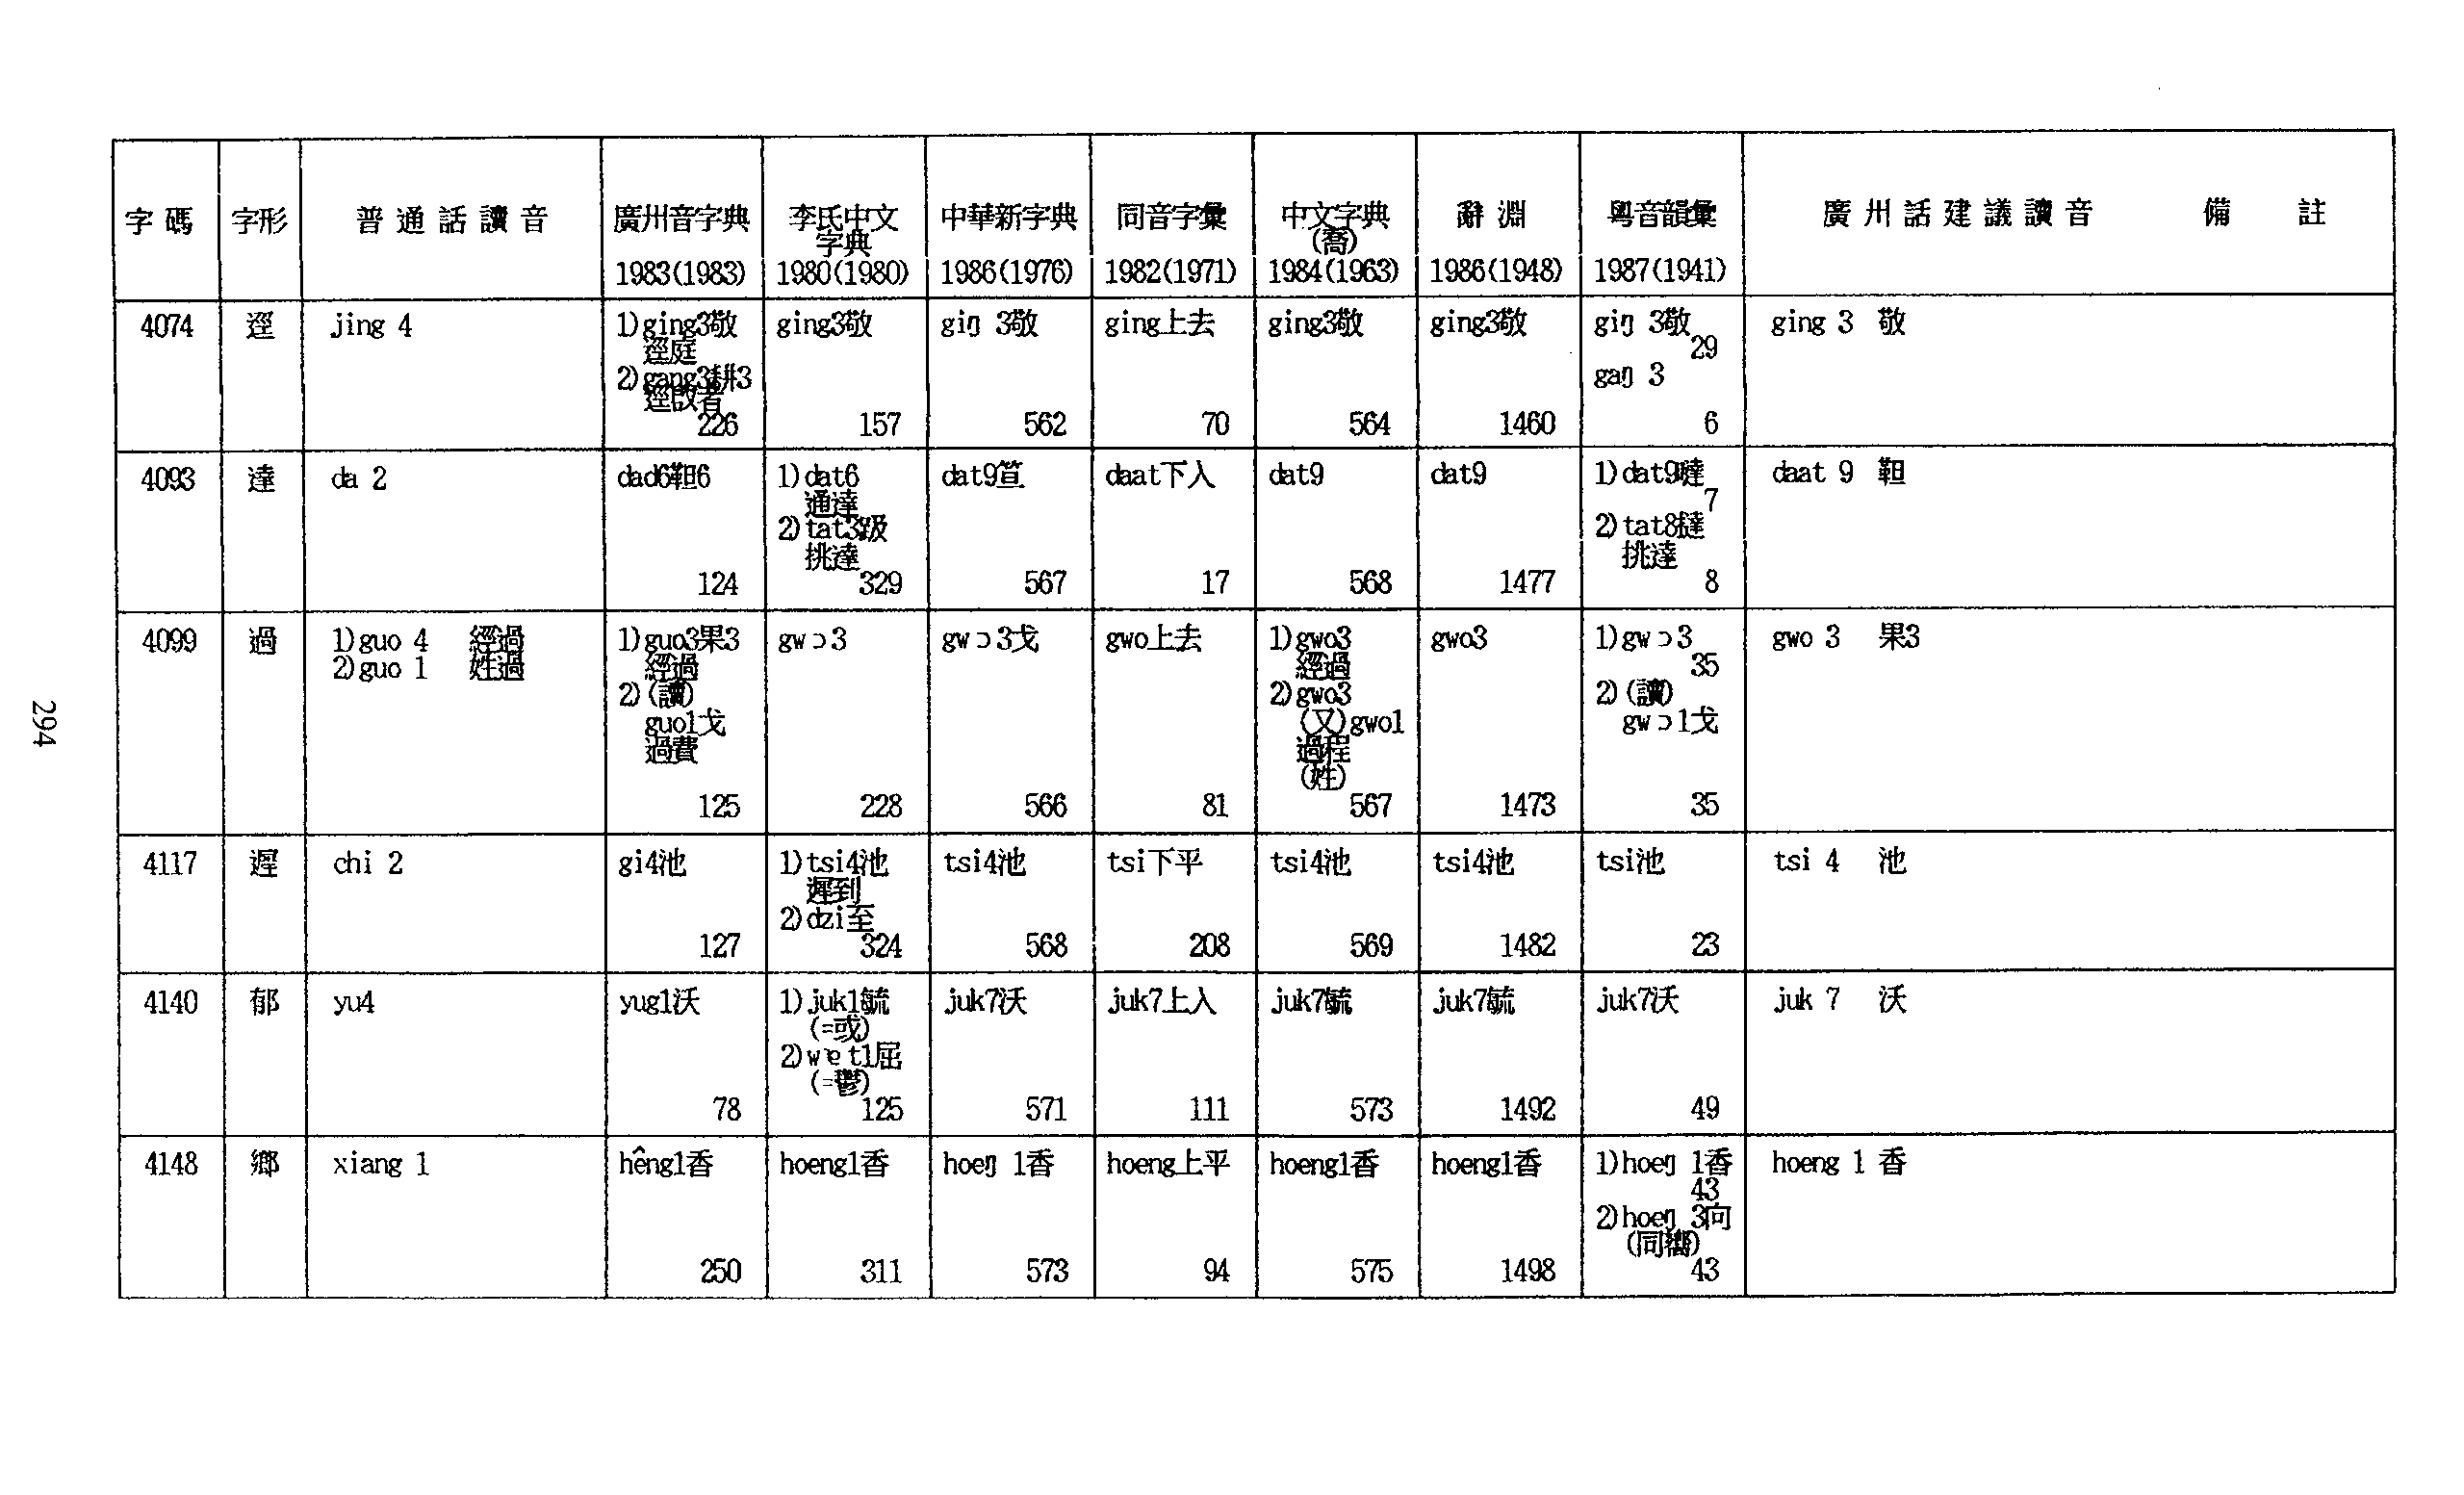 字碼 字形 普通話讀音 廣州音字典 1983(1983) 李氏中文字典 1980(1980) 中華新字典 1986(1976) 同音字彙 1982(1971) 中文字典(喬) 1984(1963) 辭淵 1986(1948) 粵音韻彙 1987(1941) 廣州話建議讀音 備註
4074 逕 jing 4 1)ging3敬 逕庭 2)gang3耕3 逕啟者 226 ging3敬 157 giŋ 3敬 562 ging上去 70 ging3敬 564 ging3敬 1460 giŋ 3敬 29 gaŋ 3 6 ging 3 敬
4093 達 da 2 dad6靼6 124 1)dat6 通達 2)tat3趿 挑達 329 dat9笪 567 daat下入 17 dat9 568 dat9 1477 1)dat9噠 7 2)tat8撻 挑達 8 daat 9 靼
4099 過 1)guo 4 經過 2)guo 1 姓過 1)guo3果3 經過 2)(讀) guo1戈 過費 125 gwɔ3 228 gwɔ3戈 566 gwo上去 81 1)gwo3 經過 2)gwo3 (又)gwo1 過程 (姓) 567 gwo3 1473 1)gwɔ3 35 2)(讀) gwɔ1戈 35 gwo 3 果3
4117 遲 chi 2 gi4池 127 1)tsi4池 遲到 2)dzi至 324 tsi4池 568 tsi下平 208 tsi4池 569 tsi4池 1482 tsi池 23 tsi 4 池
4140 郁 yu4 yug1沃 78 1)juk1毓 (=或) 2)wɐt1屈 (=鬱) 125 juk7沃 571 juk7上入 111 juk7毓 573 juk7毓 1492 juk7沃 49 juk 7 沃
4148 鄉 xiang 1 hêng1香 250 hoeng1香 311 hoeŋ 1香 573 hoeng上平 94 hoeng1香 575 hoeng1香 1498 1)hoeŋ 1香 43 2)hoeŋ 3向 (同嚮) 43 hoeng 1 香
294